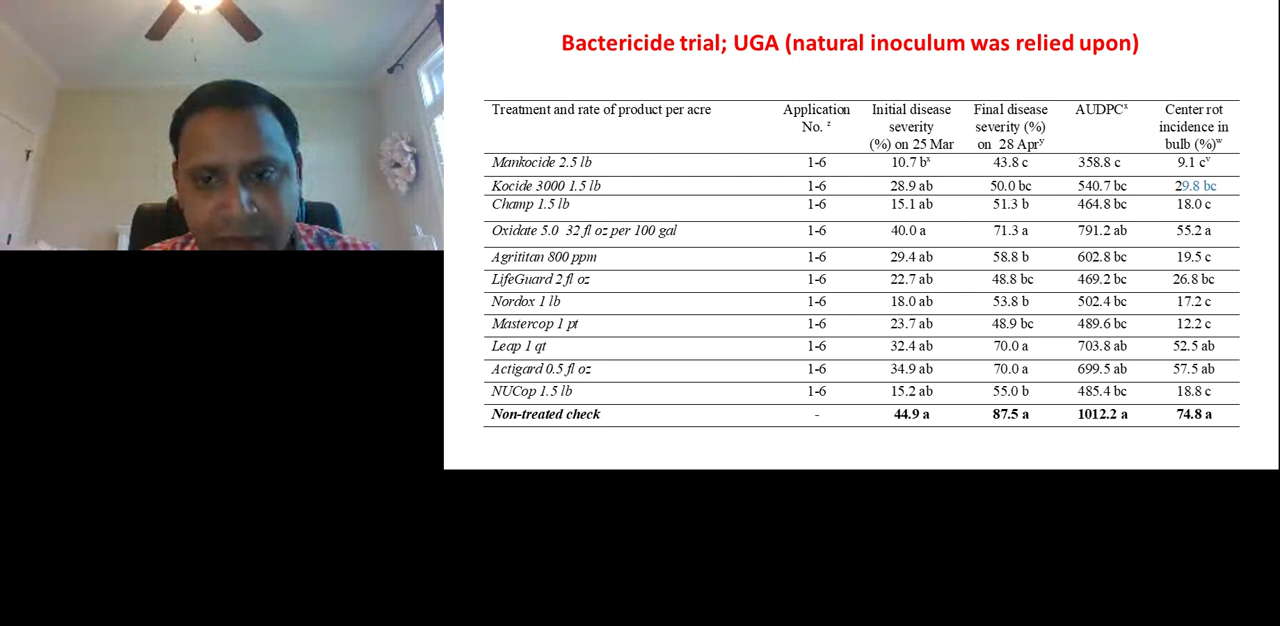 Bactericide trial; UGA (natural inoculum was relied upon)
Treatment and rate of product per acre Application No. z Initial disease severity (%) on 25 Mar Final disease severity (%) on 28 Apry AUDPCx Center rot incidence in bulb (%)w
Mankocide 2.5 lb 1-6 10.7 bx 43.8 c 358.8 c 9.1 cv
Kocide 3000 1.5 lb 1-6 28.9 ab 50.0 bc 540.7 bc 29.8 bc
Champ 1.5 lb 1-6 15.1 ab 51.3 b 464.8 bc 18.0 c
Oxidate 5.0 32 fl oz per 100 gal 1-6 40.0 a 71.3 a 791.2 ab 55.2 a
Agrititan 800 ppm 1-6 29.4 ab 58.8 b 602.8 bc 19.5 c
LifeGuard 2 fl oz 1-6 22.7 ab 48.8 bc 469.2 bc 26.8 bc
Nordox 1 lb 1-6 18.0 ab 53.8 b 502.4 bc 17.2 c
Mastercop 1 pt 1-6 23.7 ab 48.9 bc 489.6 bc 12.2 c
Leap 1 qt 1-6 32.4 ab 70.0 a 703.8 ab 52.5 ab
Actigard 0.5 fl oz 1-6 34.9 ab 70.0 a 699.5 ab 57.5 ab
NUCop 1.5 lb 1-6 15.2 ab 55.0 b 485.4 bc 18.8 c
Non-treated check - 44.9 a 87.5 a 1012.2 a 74.8 a